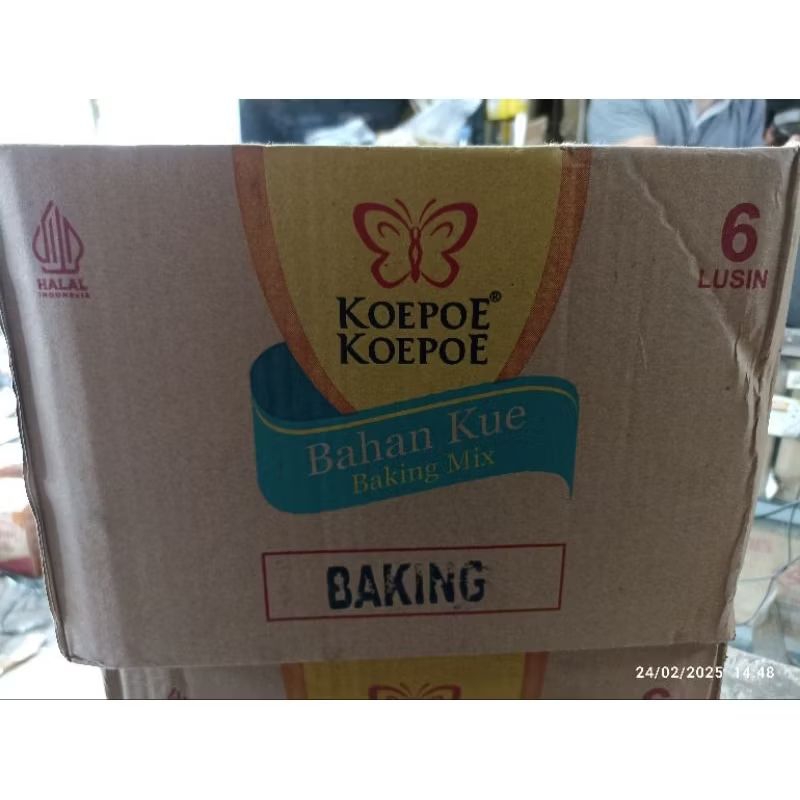 HALAL
INDONESIA
6
LUSIN
KOEPOE®
KOEPOE
Bahan Kue
Baking Mix
BAKING
24/02/2025 14:48